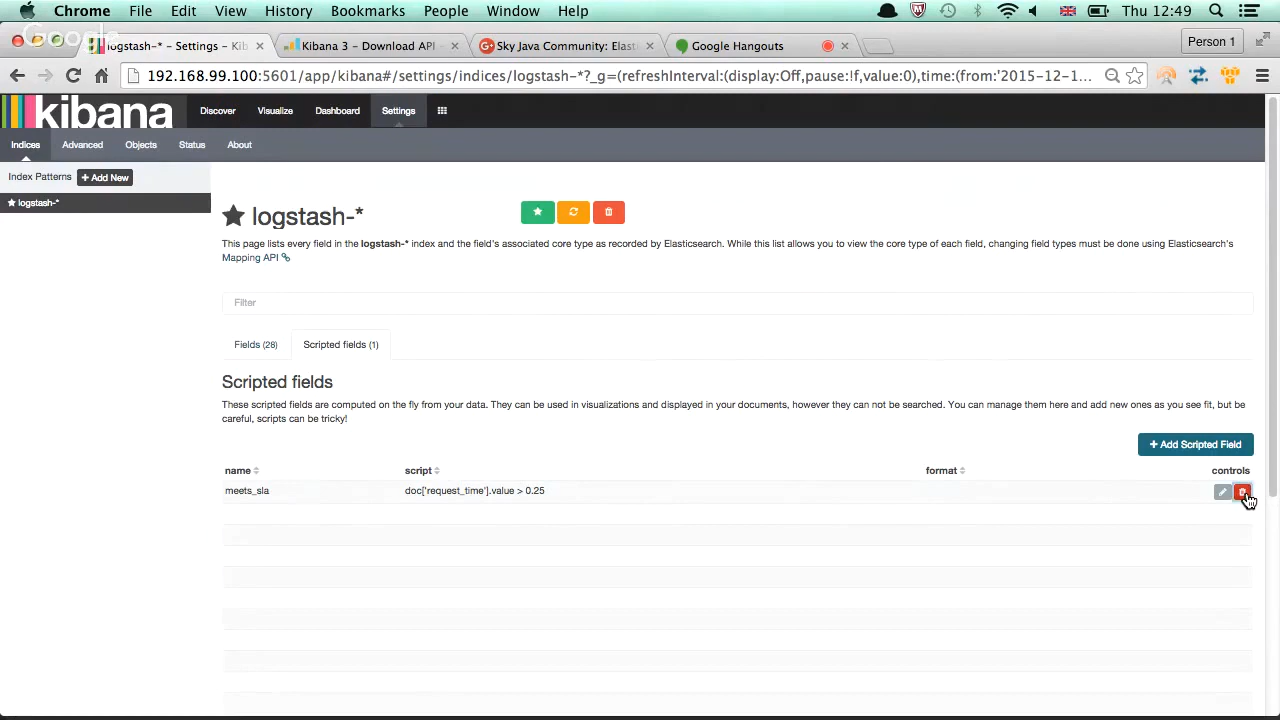 Chrome File Edit View History Bookmarks People Window Help Thu 12:49
Google
logstash-* - Settings - Kib Kibana 3 – Download API - Sky Java Community: Elast Google Hangouts Person 1
192.168.99.100:5601/app/kibana#/settings/indices/logstash-*?_g=(refreshInterval:(display:Off,pause:!f,value:0),time:(from:'2015-12-1...
kibana Discover Visualize Dashboard Settings
Indices Advanced Objects Status About
Index Patterns + Add New
logstash-*
logstash-*
This page lists every field in the logstash-* index and the field's associated core type as recorded by Elasticsearch. While this list allows you to view the core type of each field, changing field types must be done using Elasticsearch's
Mapping API
Filter
Fields (28) Scripted fields (1)
Scripted fields
These scripted fields are computed on the fly from your data. They can be used in visualizations and displayed in your documents, however they can not be searched. You can manage them here and add new ones as you see fit, but be
careful, scripts can be tricky!
+ Add Scripted Field
name script format controls
meets_sla doc['request_time'].value > 0.25